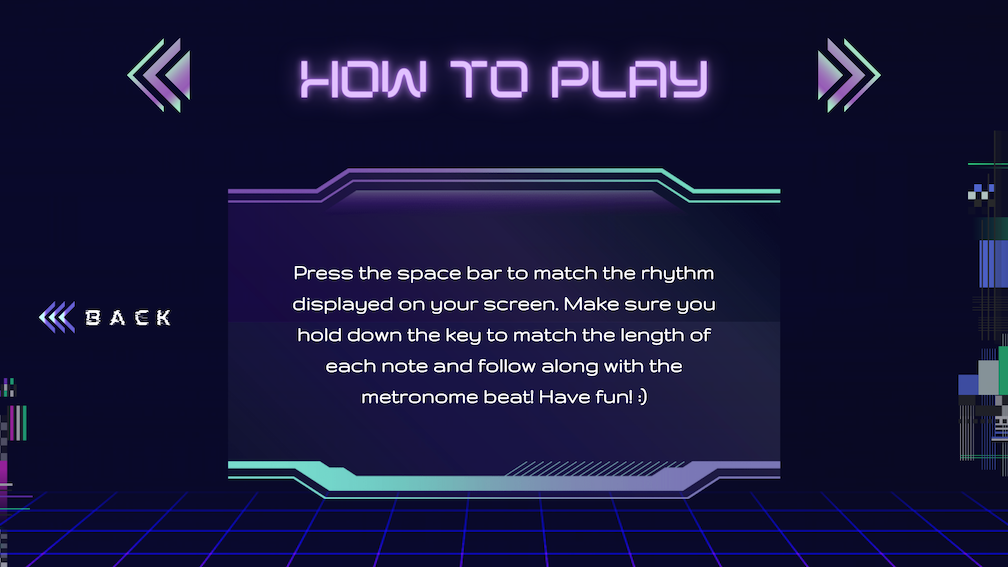 HOW TO PLAY
Press the space bar to match the rhythm
displayed on your screen. Make sure you
hold down the key to match the length of
each note and follow along with the
metronome beat! Have fun! :)
BACK